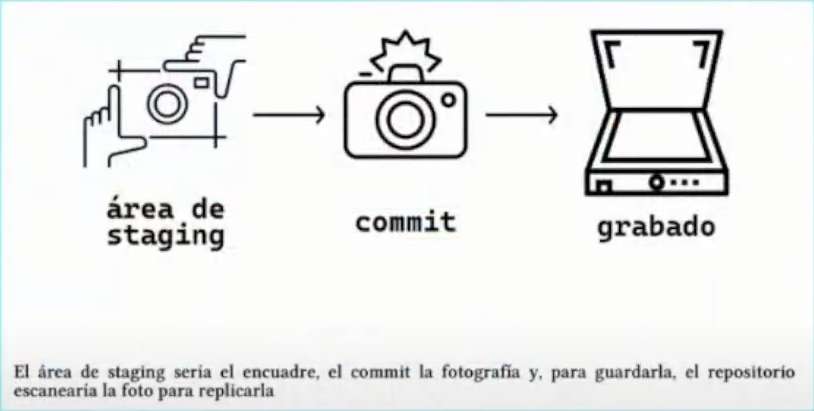 área de
staging
commit
grabado
El área de staging sería el encuadre, el commit la fotografía y, para guardarla, el repositorio
escanearía la foto para replicarla